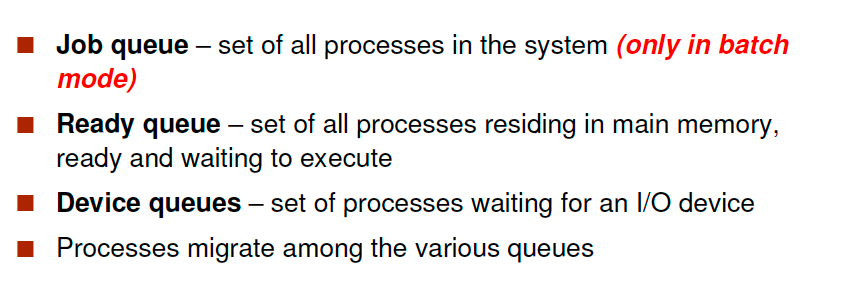 Job queue – set of all processes in the system (only in batch
mode)
Ready queue – set of all processes residing in main memory,
ready and waiting to execute
Device queues – set of processes waiting for an I/O device
Processes migrate among the various queues